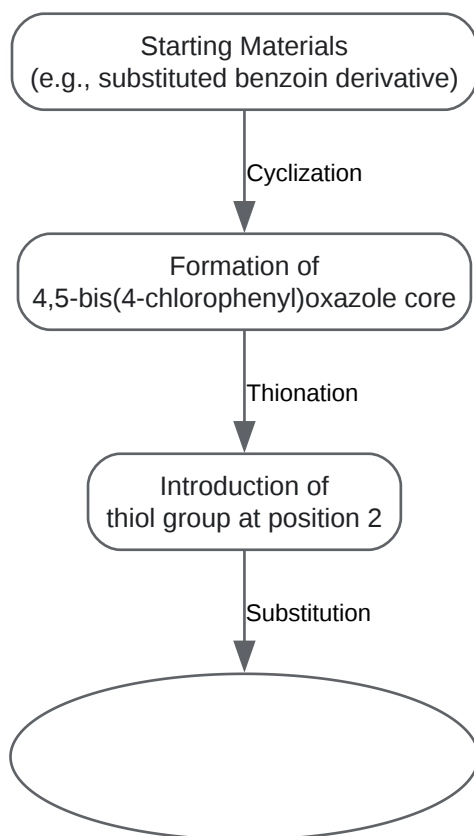 Starting Materials
(e.g., substituted benzoin derivative)
Cyclization
Formation of
4,5-bis(4-chlorophenyl)oxazole core
Thionation
Introduction of
thiol group at position 2
Substitution